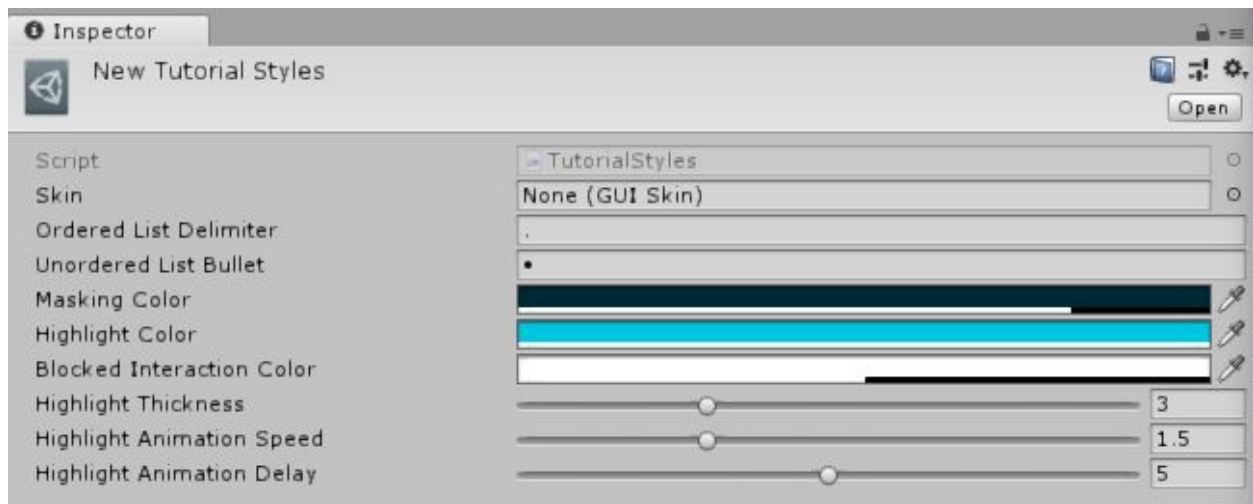 Inspector
New Tutorial Styles
Open
Script TutorialStyles
Skin None (GUI Skin)
Ordered List Delimiter .
Unordered List Bullet •
Masking Color
Highlight Color
Blocked Interaction Color
Highlight Thickness 3
Highlight Animation Speed 1.5
Highlight Animation Delay 5